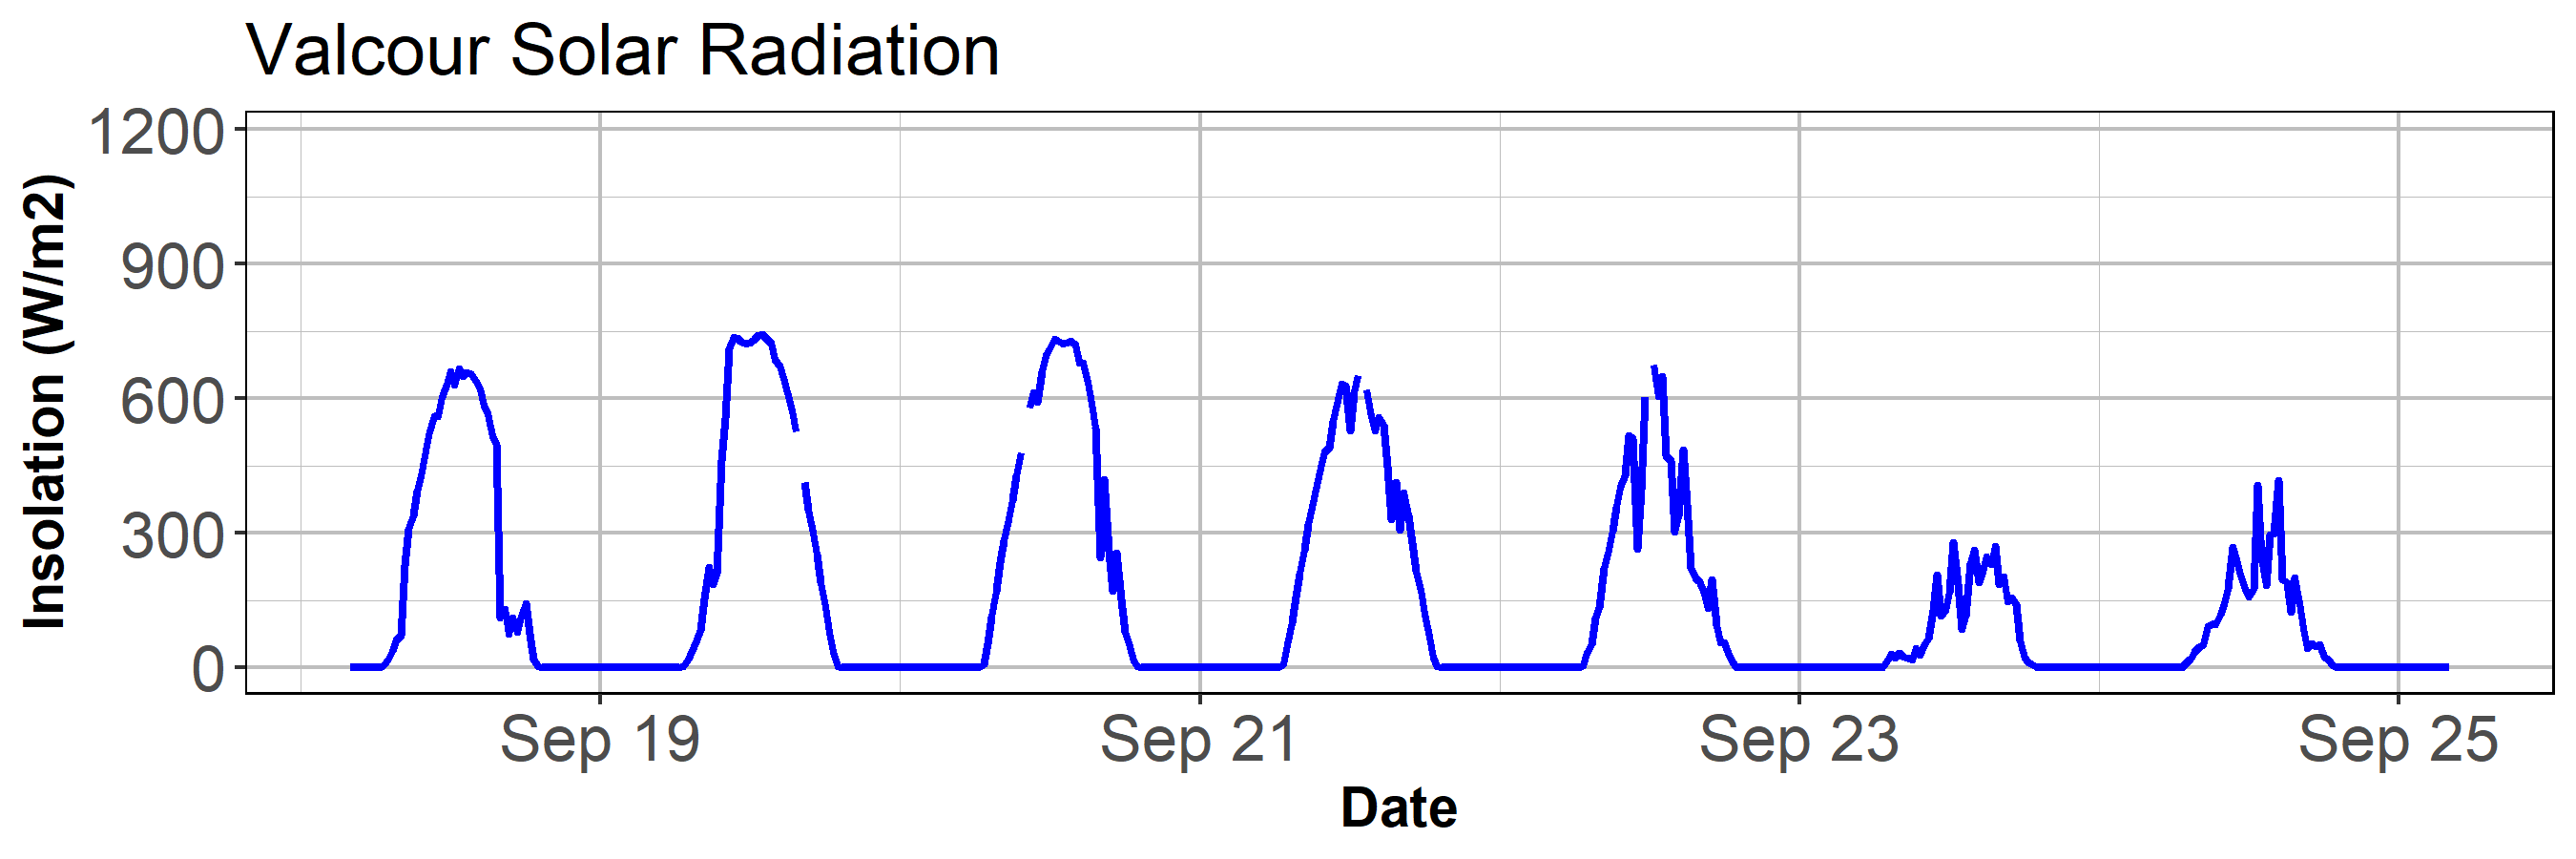 Valcour Solar Radiation
1200
900
600
300
0
Insolation (W/m2)
Sep 19 Sep 21 Sep 23 Sep 25
Date